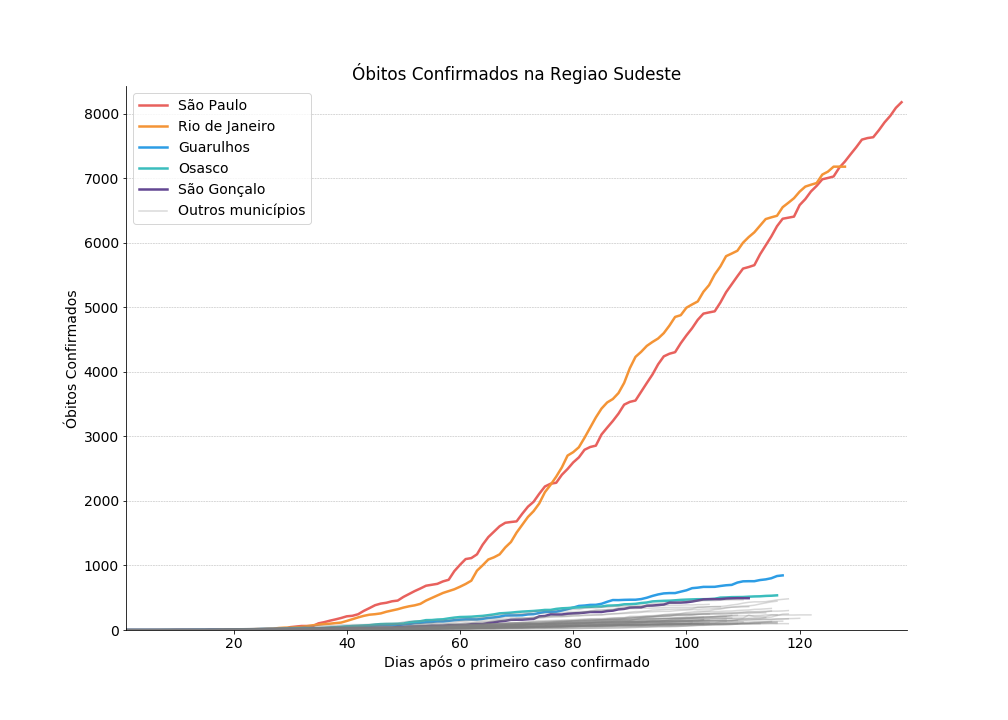 Óbitos Confirmados na Regiao Sudeste
São Paulo
Rio de Janeiro
Guarulhos
Osasco
São Gonçalo
Outros municípios
8000
7000
6000
5000
4000
3000
2000
1000
0
Óbitos Confirmados
20
40
60
80
100
120
Dias após o primeiro caso confirmado